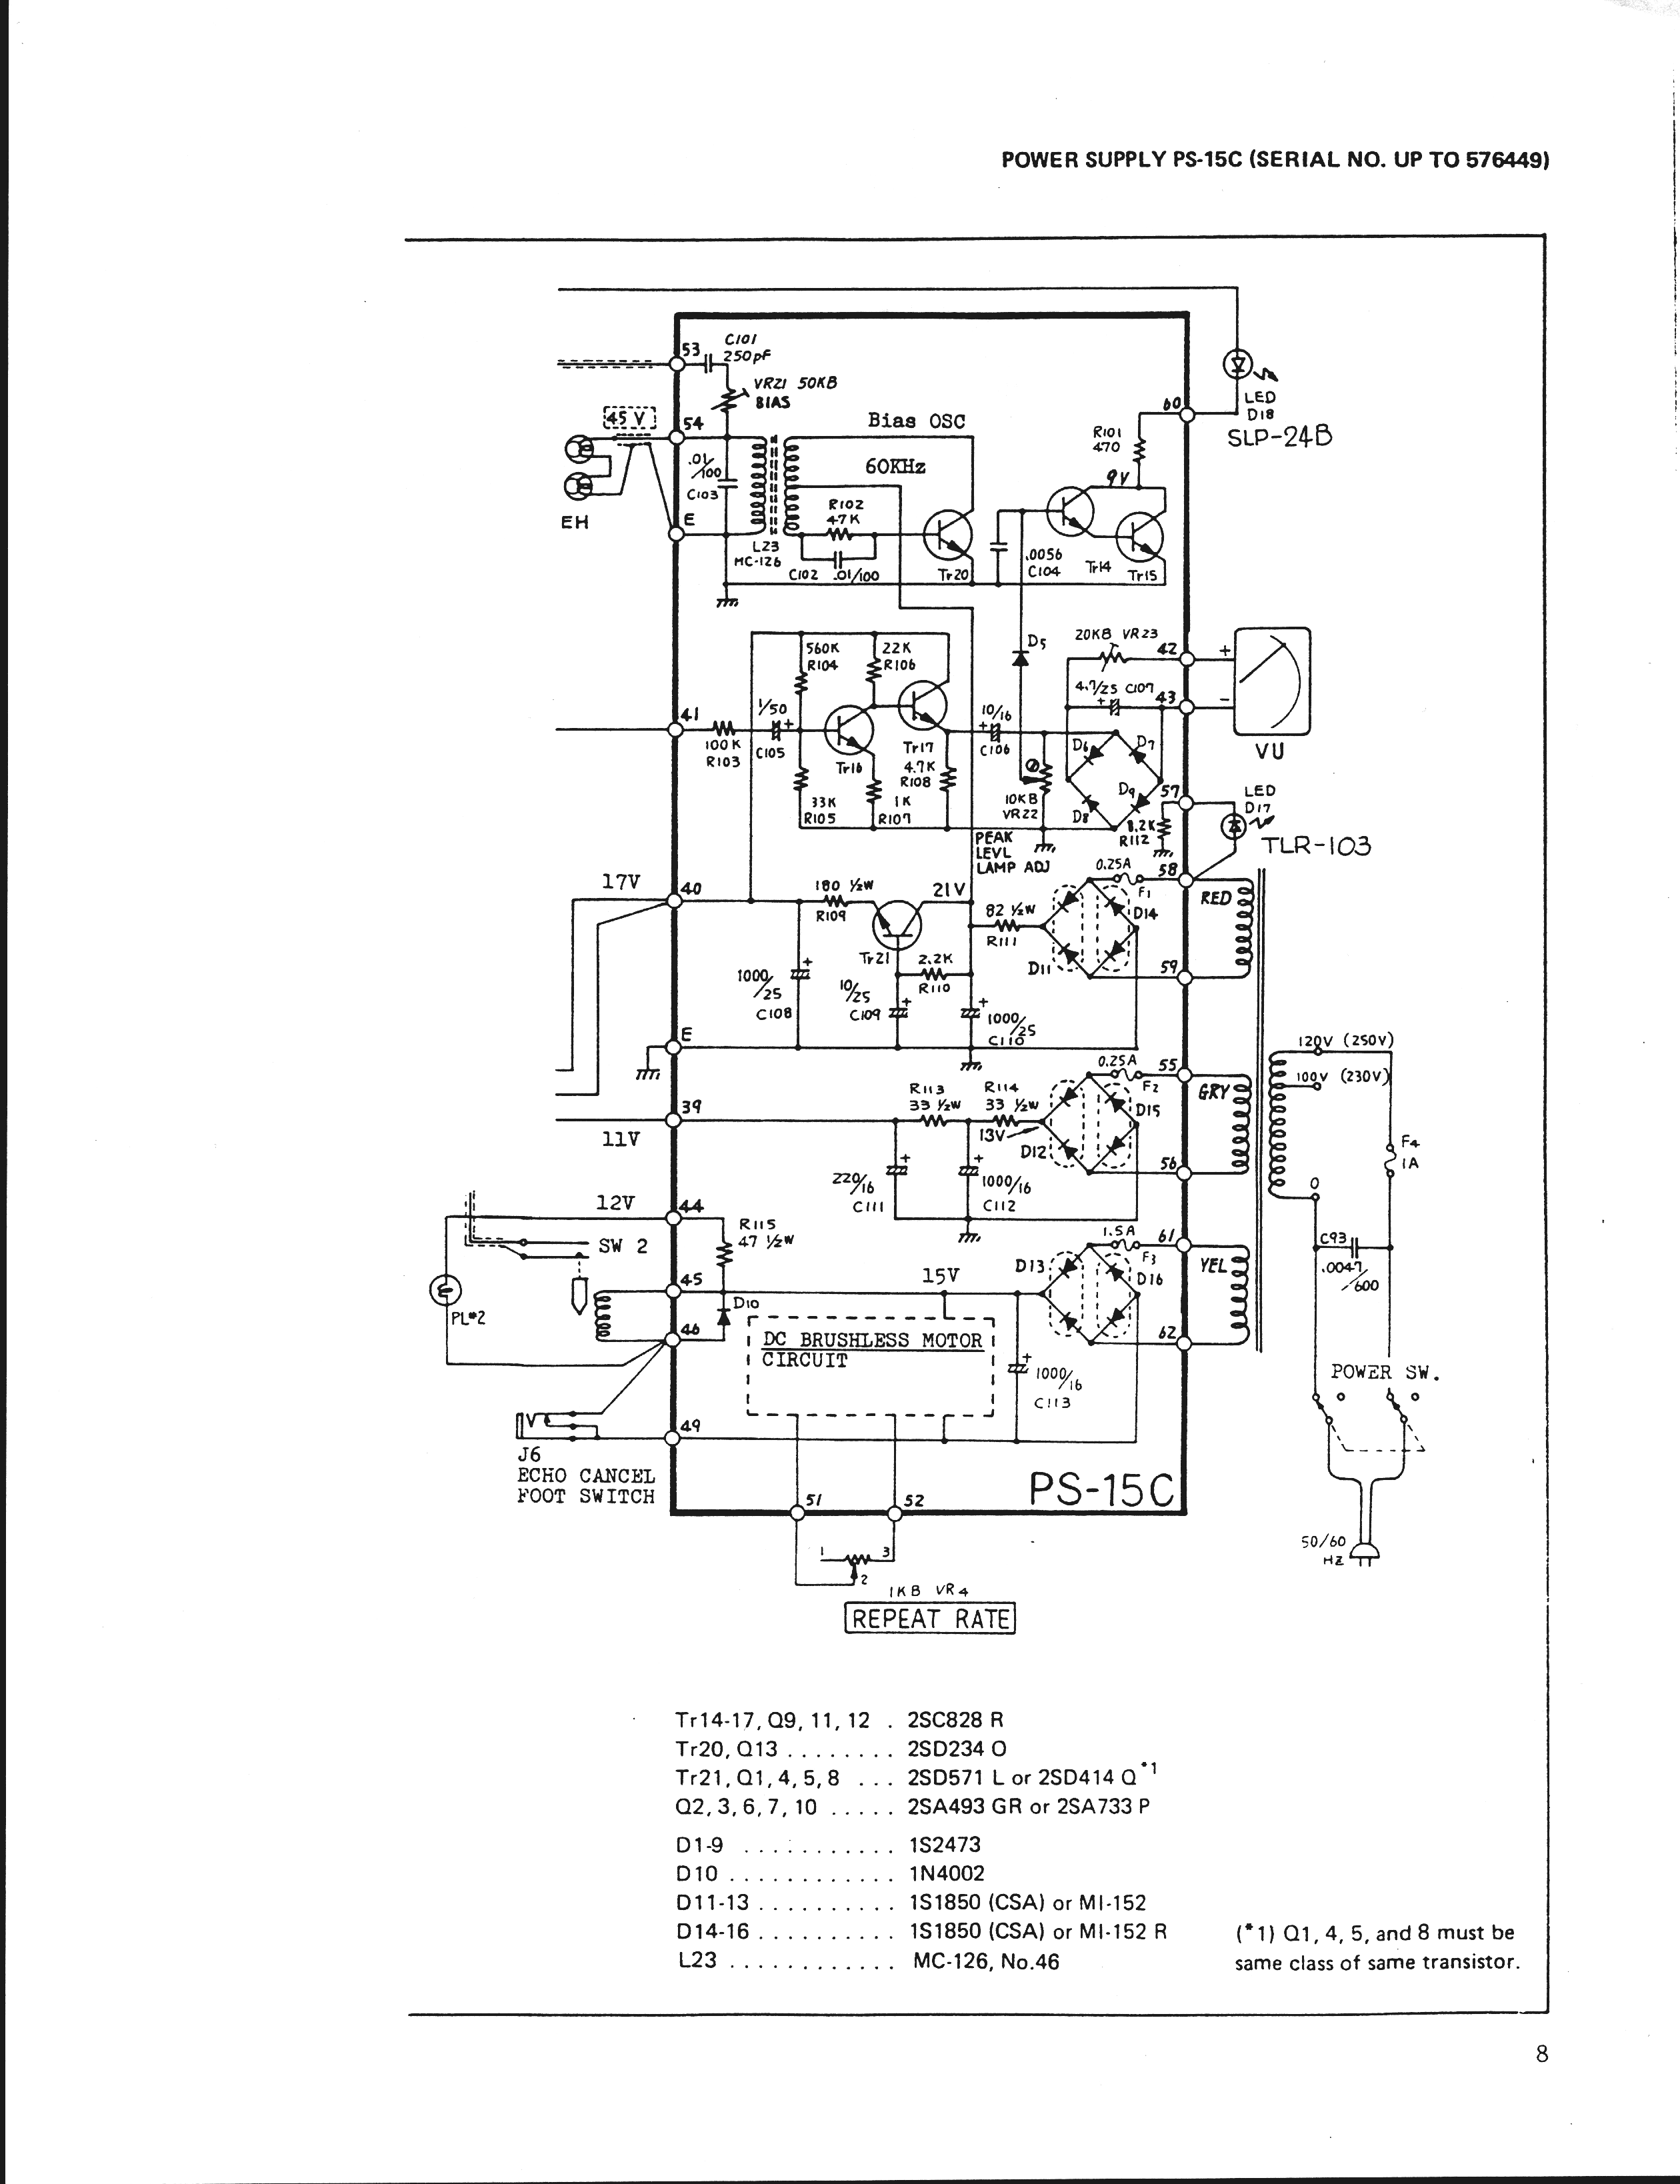 POWER SUPPLY PS-15C (SERIAL NO. UP TO 576449)
53
C101
250pF
VR21 50KB
BIAS
45 V
54
.01/100
C103
EH
E
L23
MC-126
Bias OSC
60KHz
R102
47K
C102 .01/100
Tr20
.0056
C104
Tr14
Tr15
9V
R101
470
60
LED
D18
SLP-24B
560K
R104
22K
R106
D5
20KB VR23
42
+
4.7/25 C107
+
43
-
VU
41
100K
R103
1/50
+
C105
Tr16
Tr17
4.7K
R108
33K
R105
1K
R107
10/16
+
C106
10KB
VR22
D6
D7
D8
D9
57
8.2K
R112
LED
D17
TLR-103
PEAK
LEVL
LAMP ADJ
0.25A
F1
58
RED
17V
40
180 ½W
R109
21V
82 ½W
R111
D14
D11
59
Tr21
2.2K
R110
1000/25
+
C108
10/25
+
C109
+
1000/25
C110
E
120V (250V)
100V (230V)
0.25A
F2
55
GRY
39
11V
R113
33 ½W
R114
33 ½W
13V
D12
D15
56
F4
1A
220/16
+
C111
+
1000/16
C112
0
12V
44
R115
47 ½W
SW 2
1.5A
F3
61
YEL
D13
D16
C93
.0047/600
45
15V
PL#2
D10
46
DC BRUSHLESS MOTOR
CIRCUIT
62
+
1000/16
C113
POWER SW.
49
J6
ECHO CANCEL
FOOT SWITCH
PS-15C
51
52
50/60
HZ
1
3
2
1KB VR4
REPEAT RATE
Tr14-17, Q9, 11, 12 . 2SC828 R
Tr20, Q13 ........ 2SD234 O
Tr21, Q1, 4, 5, 8 ... 2SD571 L or 2SD414 Q *1
Q2, 3, 6, 7, 10 ..... 2SA493 GR or 2SA733 P
D1-9 ........... 1S2473
D10 ............ 1N4002
D11-13 .......... 1S1850 (CSA) or MI-152
D14-16 .......... 1S1850 (CSA) or MI-152 R
L23 ............ MC-126, No.46
(*1) Q1, 4, 5, and 8 must be
same class of same transistor.
8